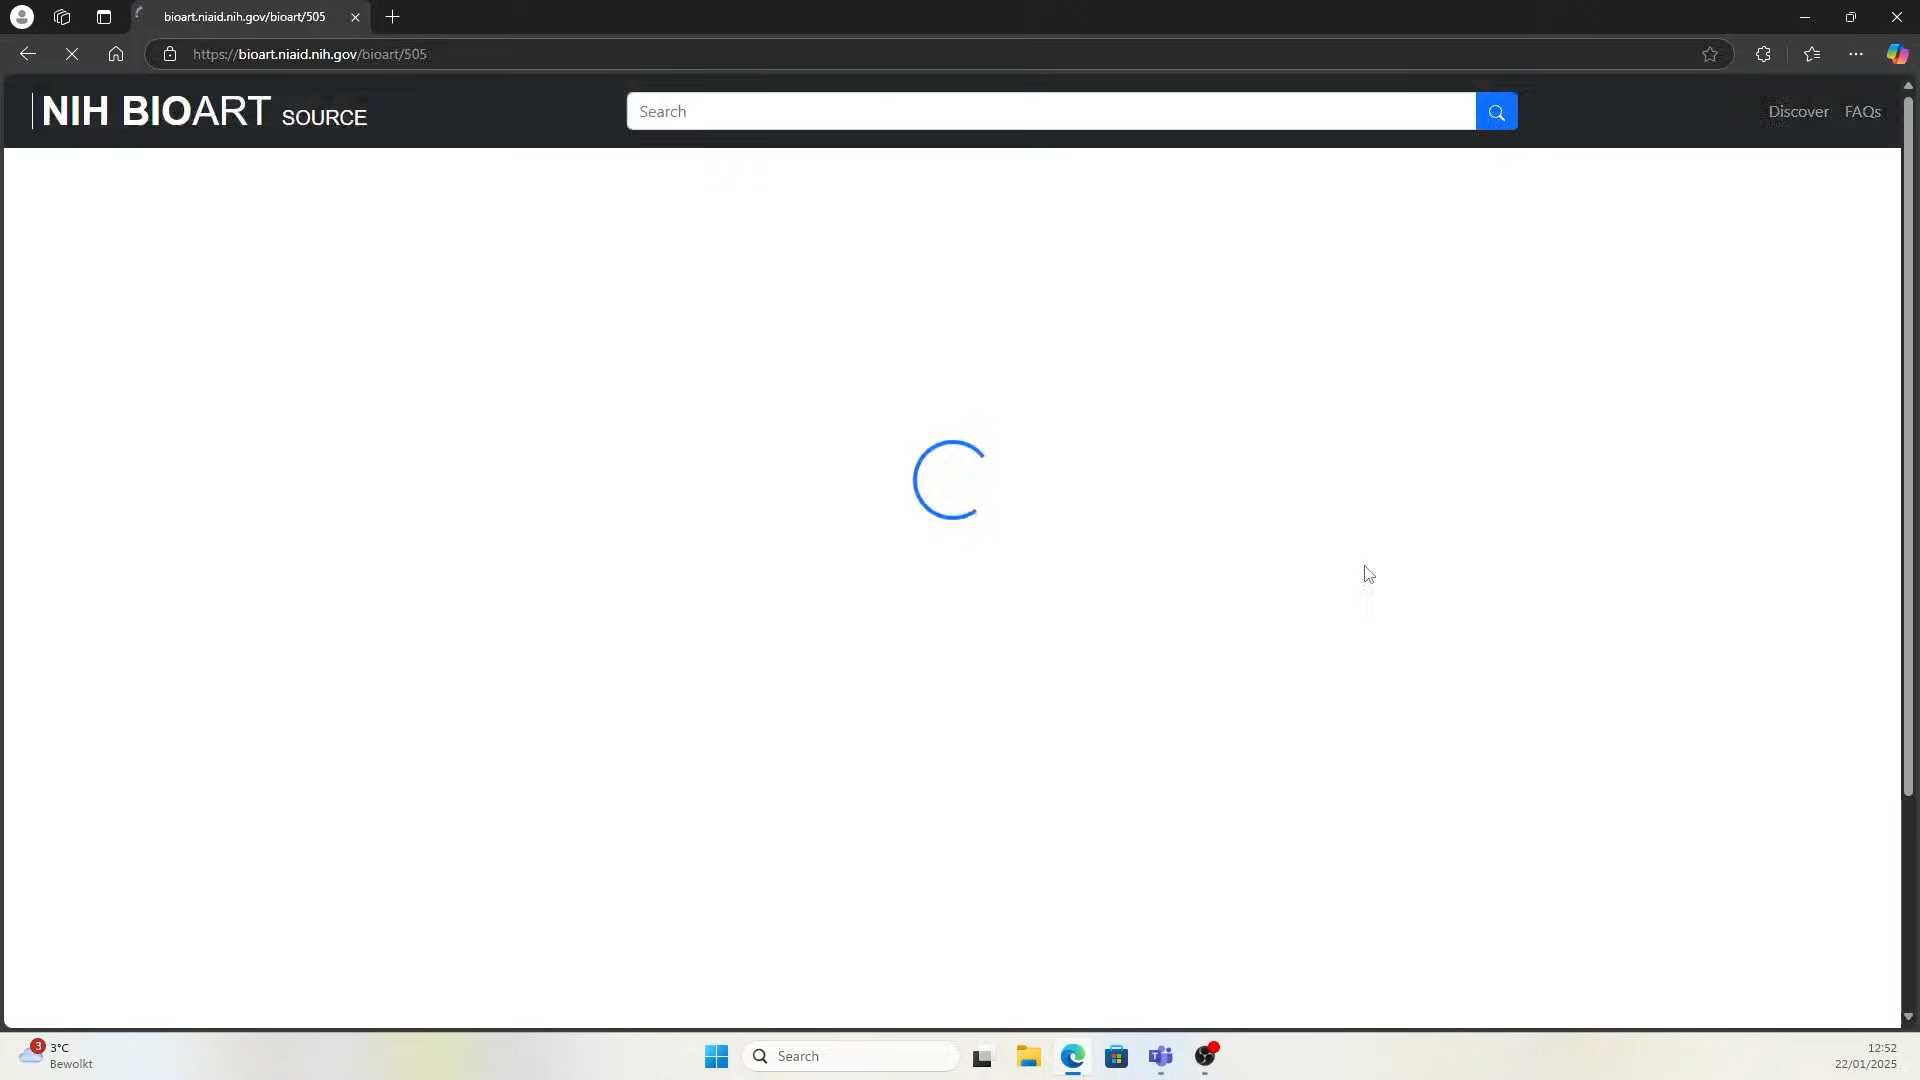 bioart.niaid.nih.gov/bioart/505
https://bioart.niaid.nih.gov/bioart/505
NIH BIOART SOURCE
Search
Discover
FAQs
3
3°C
Bewolkt
Search
12:52
22/01/2025